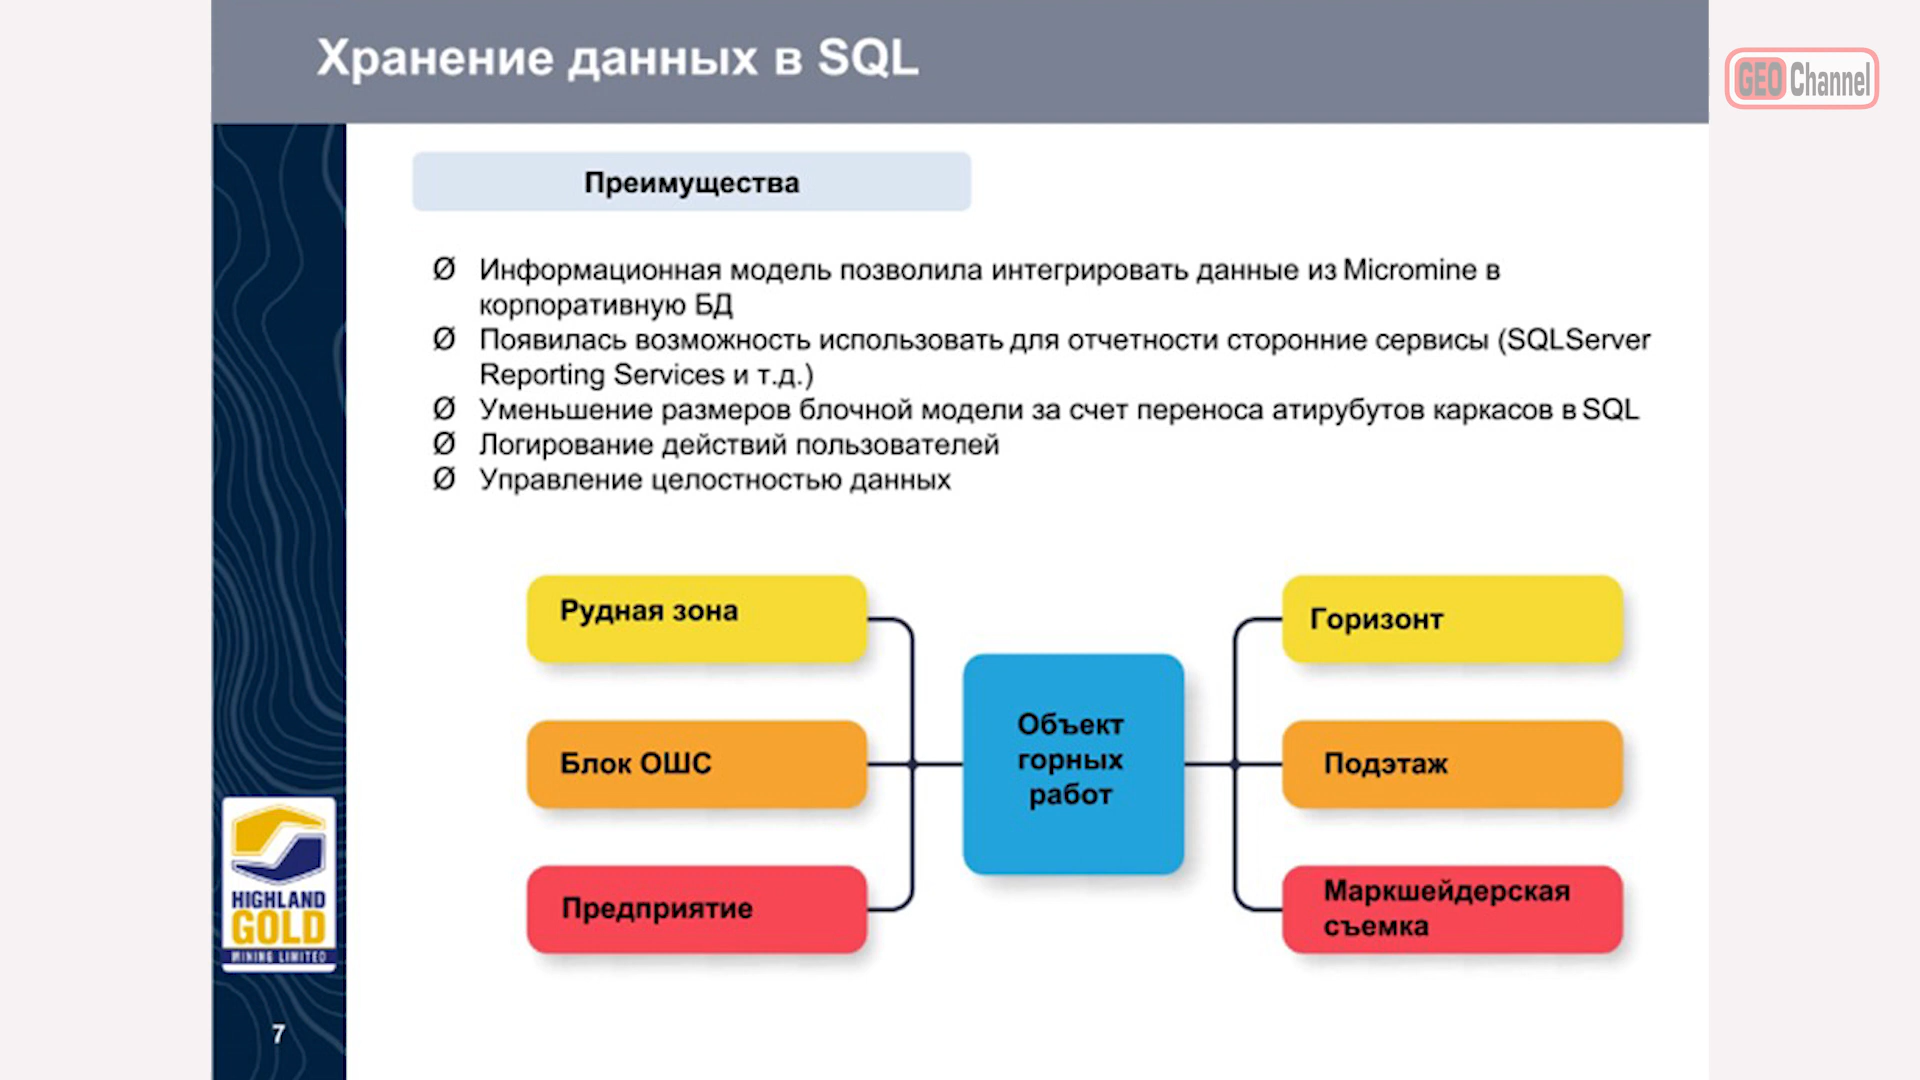 Хранение данных в SQL
GEO Channel
Преимущества
Ø Информационная модель позволила интегрировать данные из Micromine в
корпоративную БД
Ø Появилась возможность использовать для отчетности сторонние сервисы (SQLServer
Reporting Services и т.д.)
Ø Уменьшение размеров блочной модели за счет переноса атирубутов каркасов в SQL
Ø Логирование действий пользователей
Ø Управление целостностью данных
Рудная зона
Блок ОШС
Предприятие
Объект
горных
работ
Горизонт
Подэтаж
Маркшейдерская
съемка
HIGHLAND
GOLD
MINING LIMITED
7